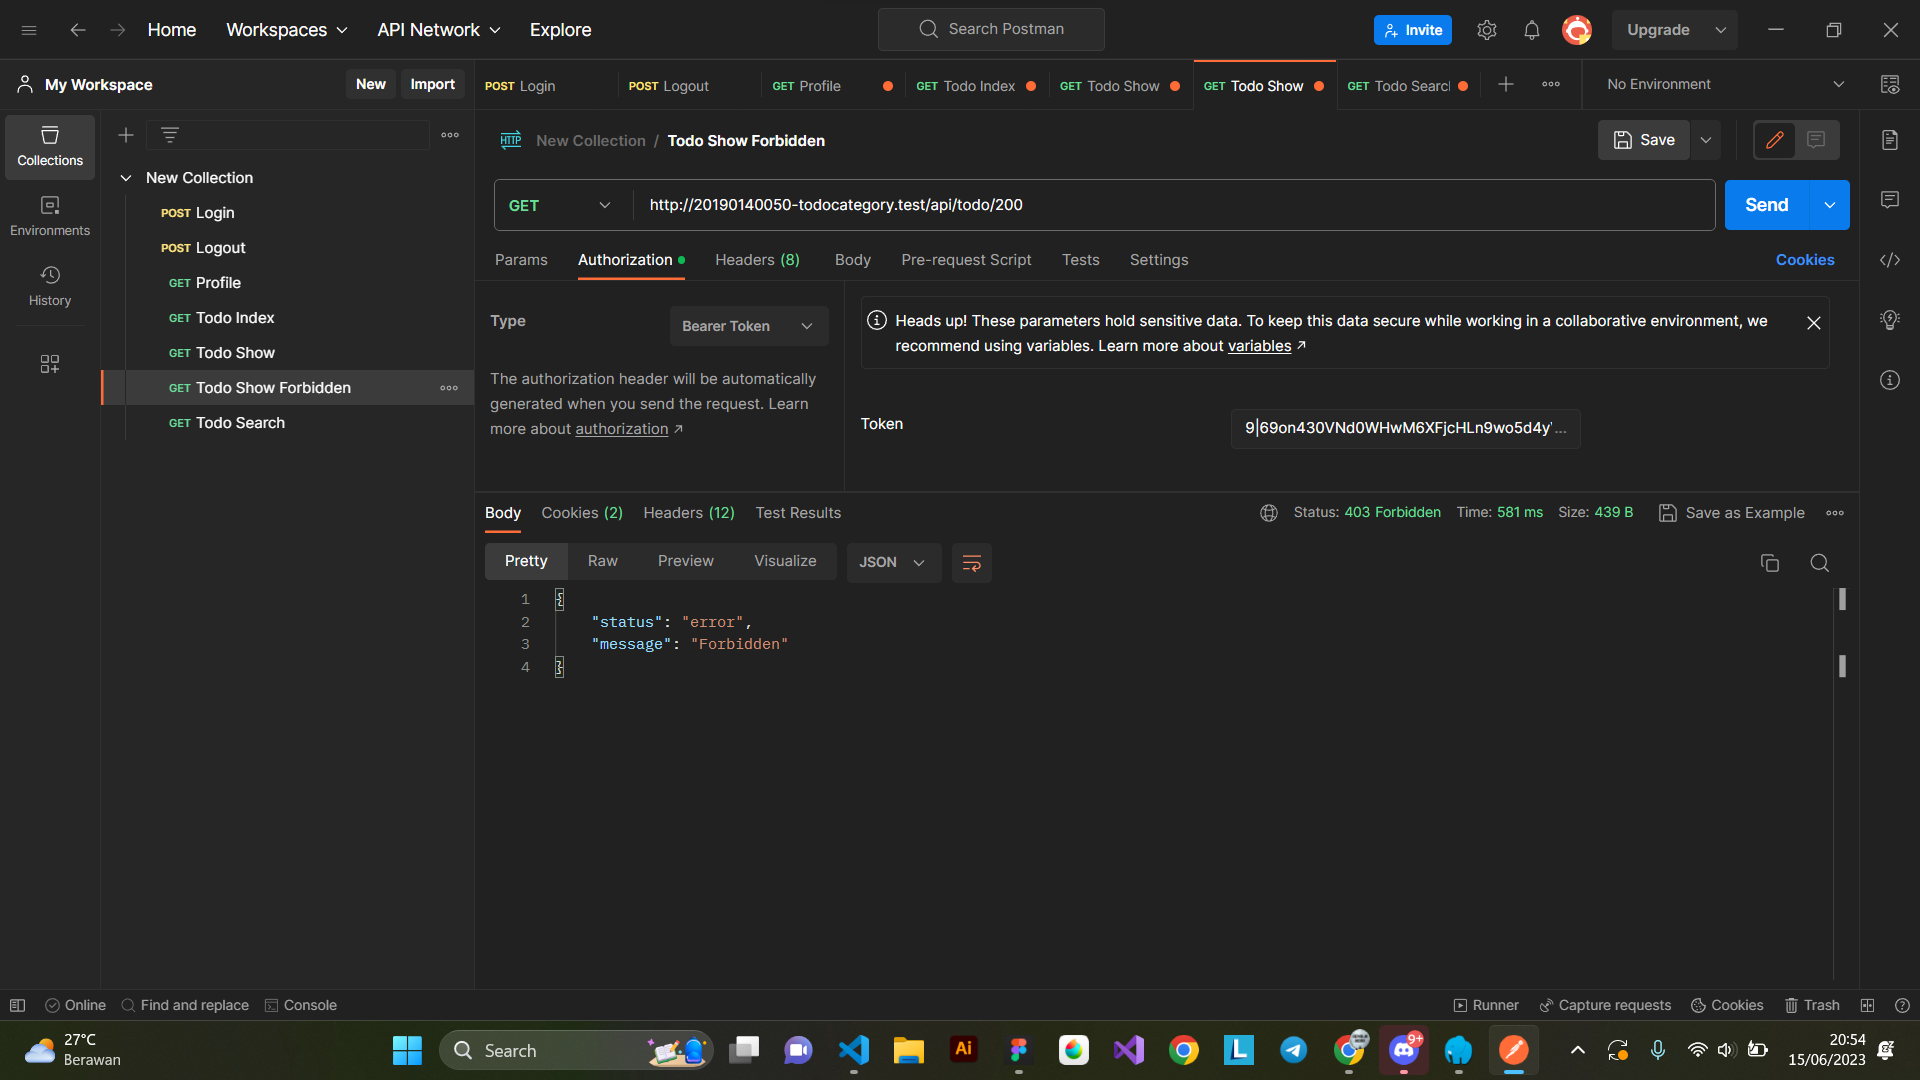 Home
Workspaces
API Network
Explore
Search Postman
Invite
Upgrade
My Workspace
New
Import
POST Login
POST Logout
GET Profile
GET Todo Index
GET Todo Show
GET Todo Show
GET Todo Search
No Environment
Collections
Environments
History
New Collection
POST Login
POST Logout
GET Profile
GET Todo Index
GET Todo Show
GET Todo Show Forbidden
GET Todo Search
HTTP
New Collection / Todo Show Forbidden
Save
GET
http://20190140050-todocategory.test/api/todo/200
Send
Params
Authorization
Headers (8)
Body
Pre-request Script
Tests
Settings
Cookies
Type
Bearer Token
The authorization header will be automatically
generated when you send the request. Learn
more about authorization ↗
Heads up! These parameters hold sensitive data. To keep this data secure while working in a collaborative environment, we
recommend using variables. Learn more about variables ↗
Token
9|69on430VNd0WHwM6XFjcHLn9wo5d4y...
Body
Cookies (2)
Headers (12)
Test Results
Status: 403 Forbidden
Time: 581 ms
Size: 439 B
Save as Example
Pretty
Raw
Preview
Visualize
JSON
1 {
2 "status": "error",
3 "message": "Forbidden"
4 }
Online
Find and replace
Console
Runner
Capture requests
Cookies
Trash
27°C
Berawan
Search
Ai
L
9+
20:54
15/06/2023